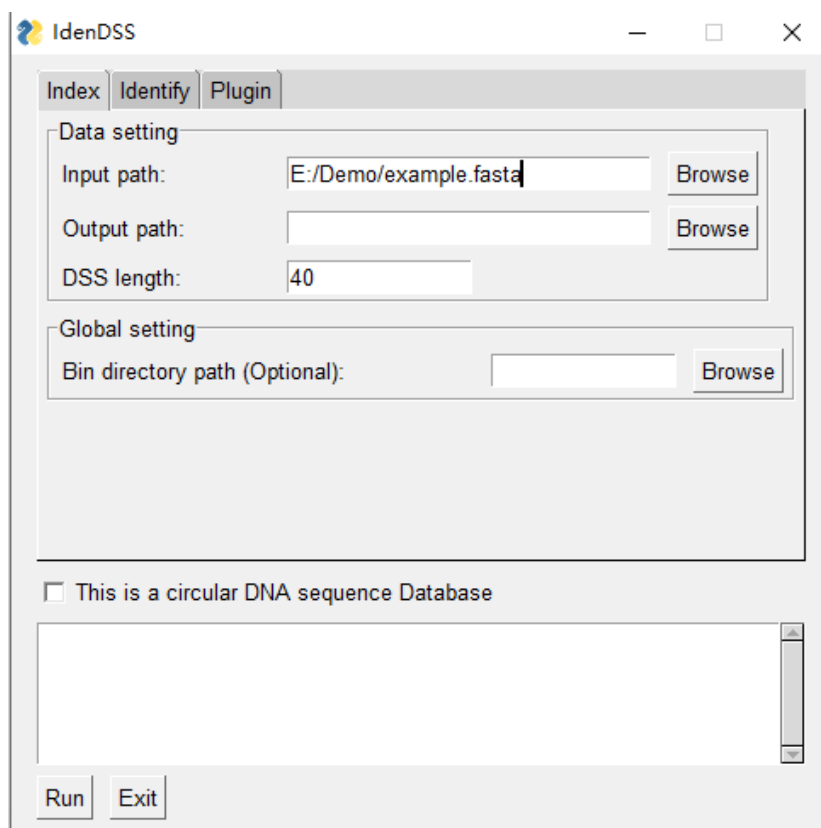 IdenDSS
Index Identify Plugin
Data setting
Input path: E:/Demo/example.fasta Browse
Output path: Browse
DSS length: 40
Global setting
Bin directory path (Optional): Browse
This is a circular DNA sequence Database
Run Exit